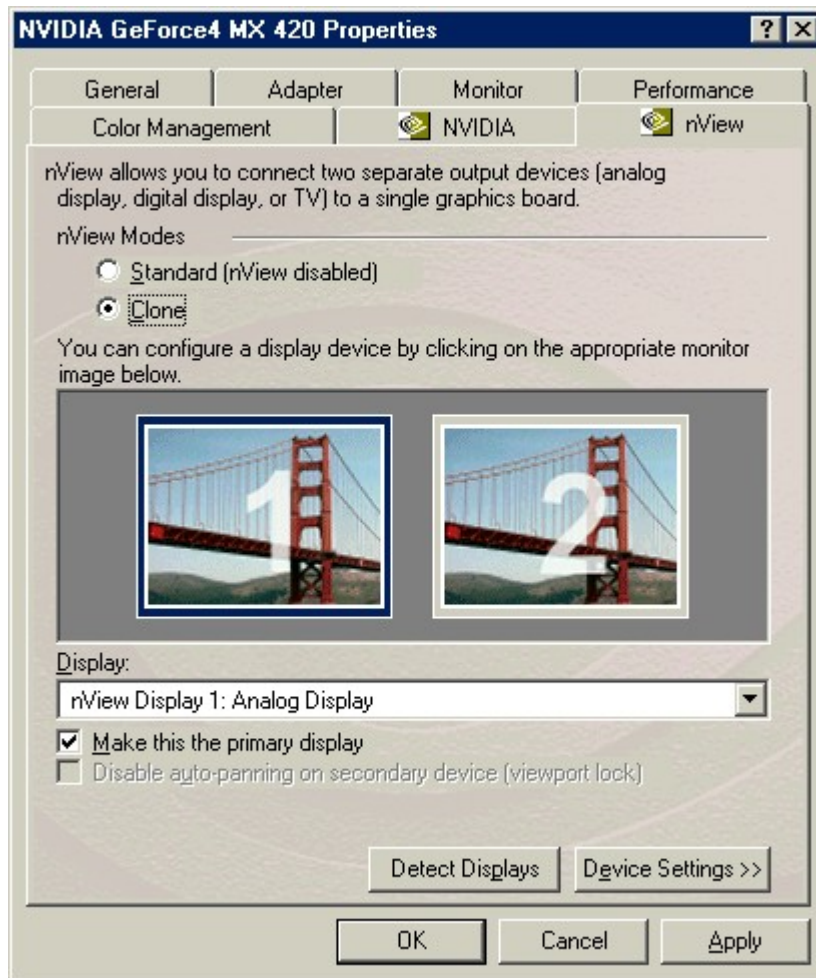 NVIDIA GeForce4 MX 420 Properties
General Adapter Monitor Performance
Color Management NVIDIA nView
nView allows you to connect two separate output devices (analog
display, digital display, or TV) to a single graphics board.
nView Modes
Standard (nView disabled)
Clone
You can configure a display device by clicking on the appropriate monitor
image below.
1 2
Display:
nView Display 1: Analog Display
Make this the primary display
Disable auto-panning on secondary device (viewport lock)
Detect Displays Device Settings >>
OK Cancel Apply